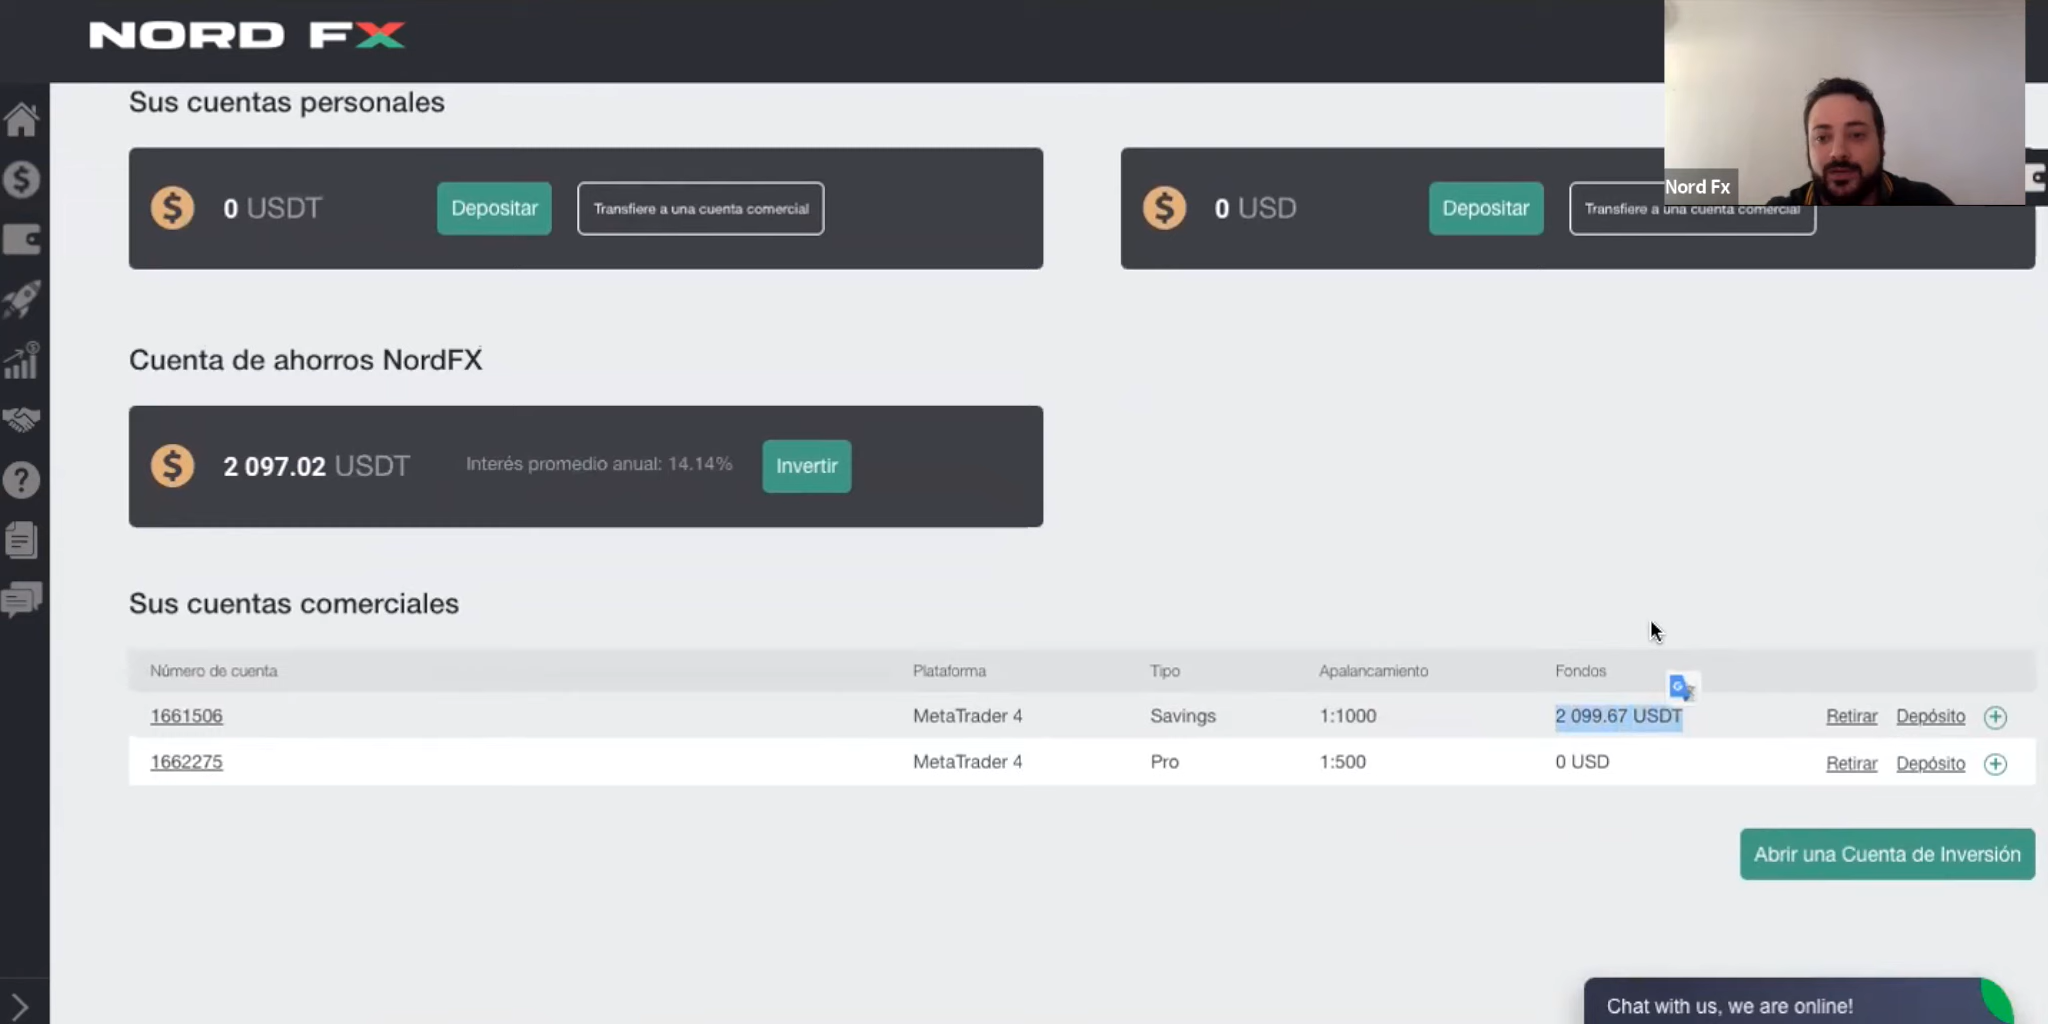 NORD FX
Nord Fx
Sus cuentas personales
0 USDT Depositar Transfiere a una cuenta comercial
0 USD Depositar Transfiere a una cuenta comercial
Cuenta de ahorros NordFX
2 097.02 USDT Interés promedio anual: 14.14% Invertir
Sus cuentas comerciales
Número de cuenta Plataforma Tipo Apalancamiento Fondos
1661506 MetaTrader 4 Savings 1:1000 2 099.67 USDT Retirar Depósito
1662275 MetaTrader 4 Pro 1:500 0 USD Retirar Depósito
Abrir una Cuenta de Inversión
Chat with us, we are online!